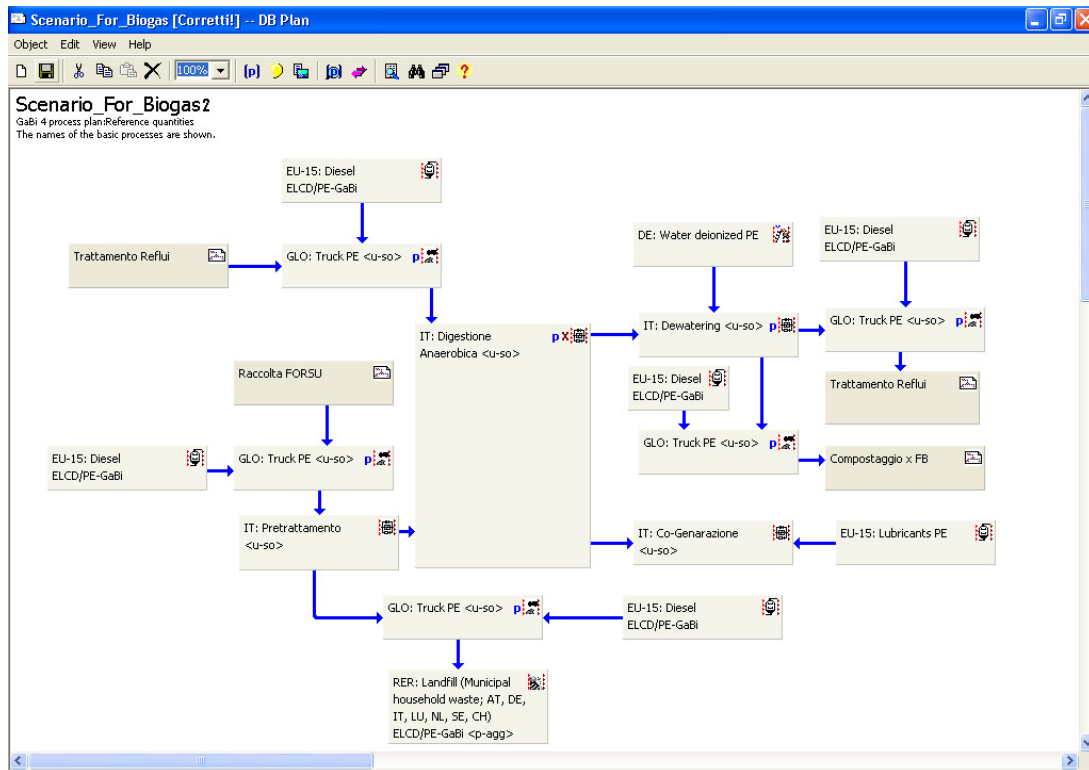 Scenario_For_Biogas [Corretti!] -- DB Plan
Object Edit View Help
100% (p)
Scenario_For_Biogas2
GaBi 4 process plan:Reference quantities
The names of the basic processes are shown.
EU-15: Diesel
ELCD/PE-GaBi
Trattamento Reflui
GLO: Truck PE <u-so> p
DE: Water deionized PE
EU-15: Diesel
ELCD/PE-GaBi
IT: Digestione p X
Anaerobica <u-so>
IT: Dewatering <u-so> p
GLO: Truck PE <u-so> p
Raccolta FORSU
EU-15: Diesel
ELCD/PE-GaBi
Trattamento Reflui
EU-15: Diesel
ELCD/PE-GaBi
GLO: Truck PE <u-so> p
GLO: Truck PE <u-so> p
Compostaggio x FB
IT: Pretrattamento
<u-so>
IT: Co-Genarazione
<u-so>
EU-15: Lubricants PE
GLO: Truck PE <u-so> p
EU-15: Diesel
ELCD/PE-GaBi
RER: Landfill (Municipal
household waste; AT, DE,
IT, LU, NL, SE, CH)
ELCD/PE-GaBi <p-agg>